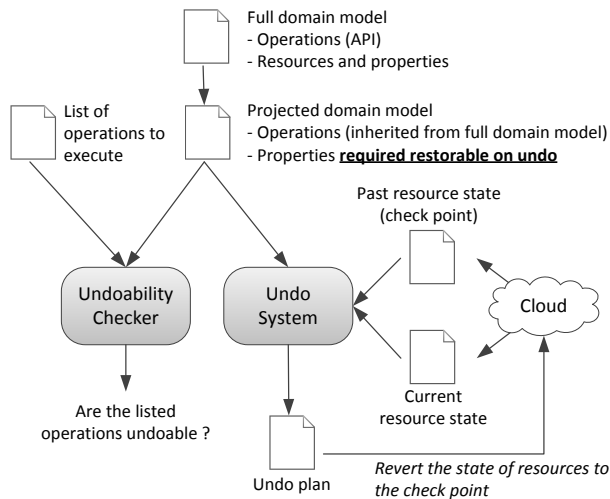 Full domain model
- Operations (API)
- Resources and properties
List of
operations to
execute
Projected domain model
- Operations (inherited from full domain model)
- Properties required restorable on undo
Past resource state
(check point)
Undoability
Checker
Undo
System
Cloud
Current
resource state
Are the listed
operations undoable ?
Undo plan
Revert the state of resources to
the check point